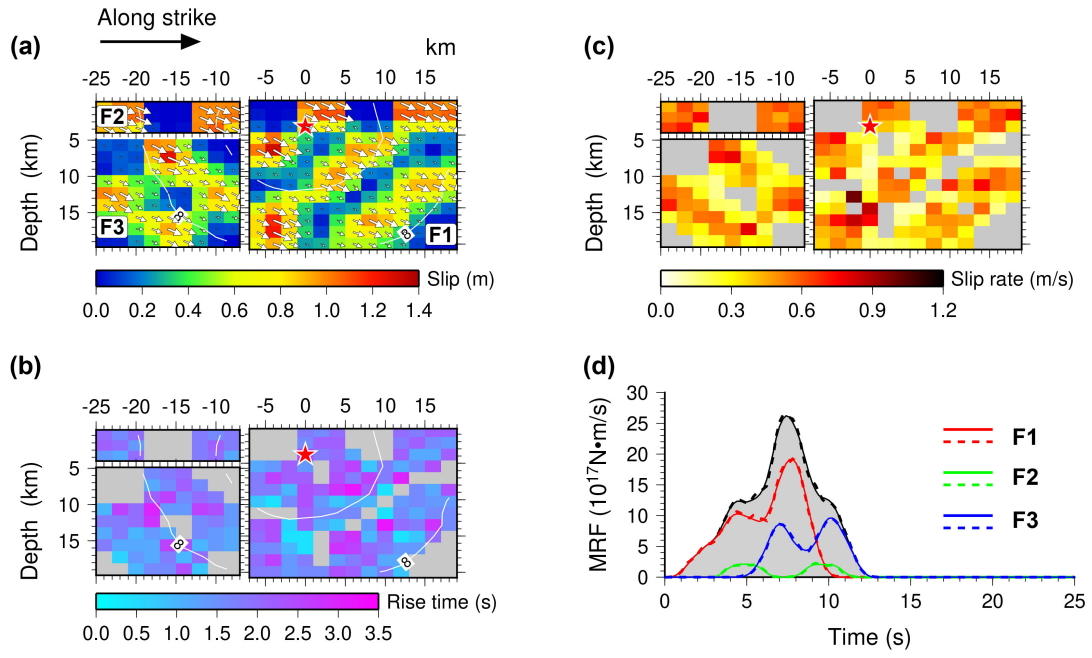 Along strike
(a)
km
-25 -20 -15 -10 -5 0 5 10 15
F2
5
10
15
Depth (km)
F3
8
8
F1
Slip (m)
0.0 0.2 0.4 0.6 0.8 1.0 1.2 1.4
(c)
-25 -20 -15 -10 -5 0 5 10 15
5
10
15
Depth (km)
Slip rate (m/s)
0.0 0.3 0.6 0.9 1.2
(b)
-25 -20 -15 -10 -5 0 5 10 15
5
10
15
Depth (km)
8
8
Rise time (s)
0.0 0.5 1.0 1.5 2.0 2.5 3.0 3.5
(d)
30
25
20
15
10
5
0
MRF (10¹⁷N•m/s)
F1
F2
F3
0 5 10 15 20 25
Time (s)